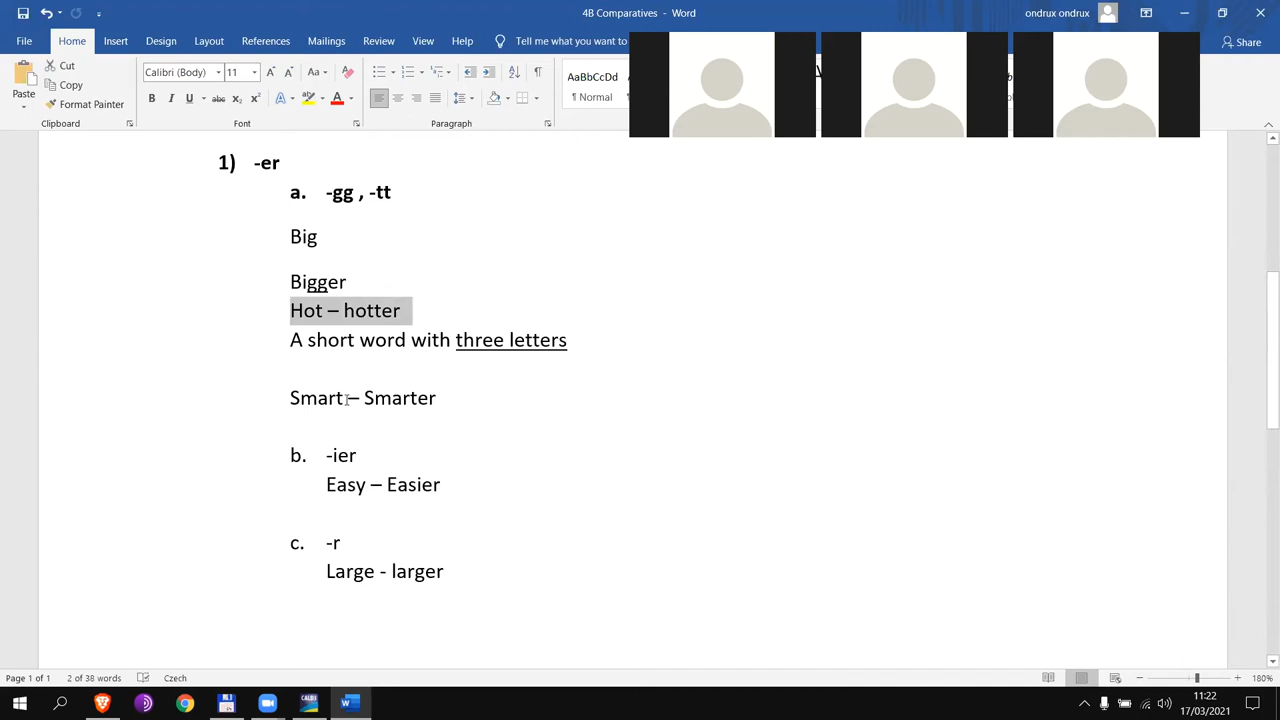 4B Comparatives - Word
ondrux ondrux
File Home Insert Design Layout References Mailings Review View Help Tell me what you want to Share
Paste
Cut
Copy
Format Painter
Calibri (Body) 11
AaBbCcDd
¶ Normal
Clipboard Font Paragraph
1) -er
a. -gg , -tt
Big
Bigger
Hot – hotter
A short word with three letters
Smart – Smarter
b. -ier
Easy – Easier
c. -r
Large - larger
Page 1 of 1 2 of 38 words Czech 180%
11:22
17/03/2021